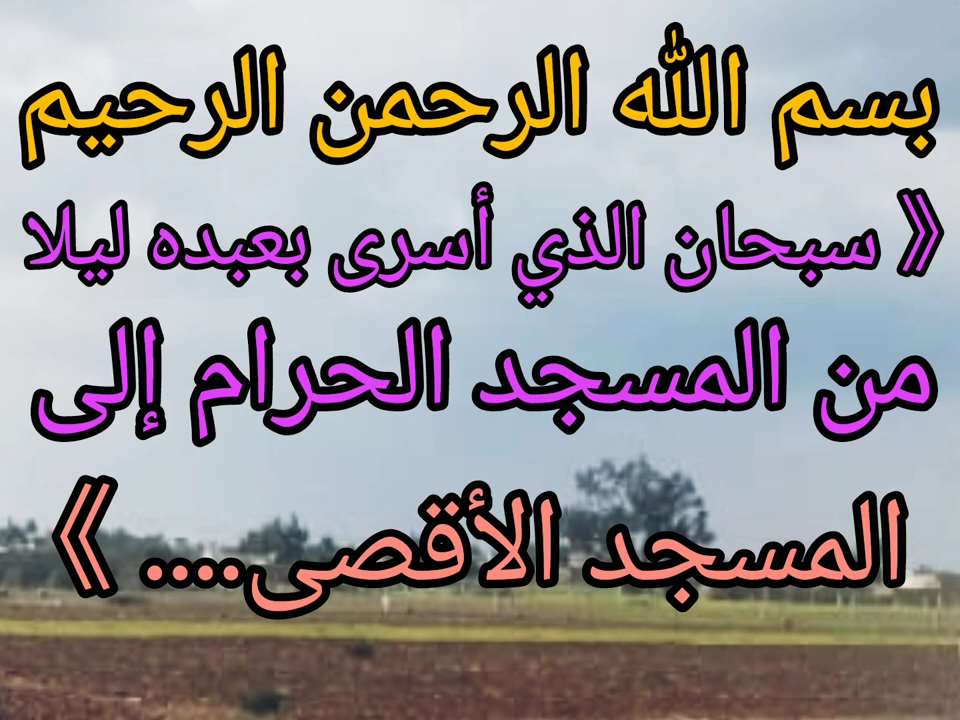 بسم الله الرحمن الرحيم
《 سبحان الذي أسرى بعبده ليلا
من المسجد الحرام إلى
المسجد الأقصى.... 》